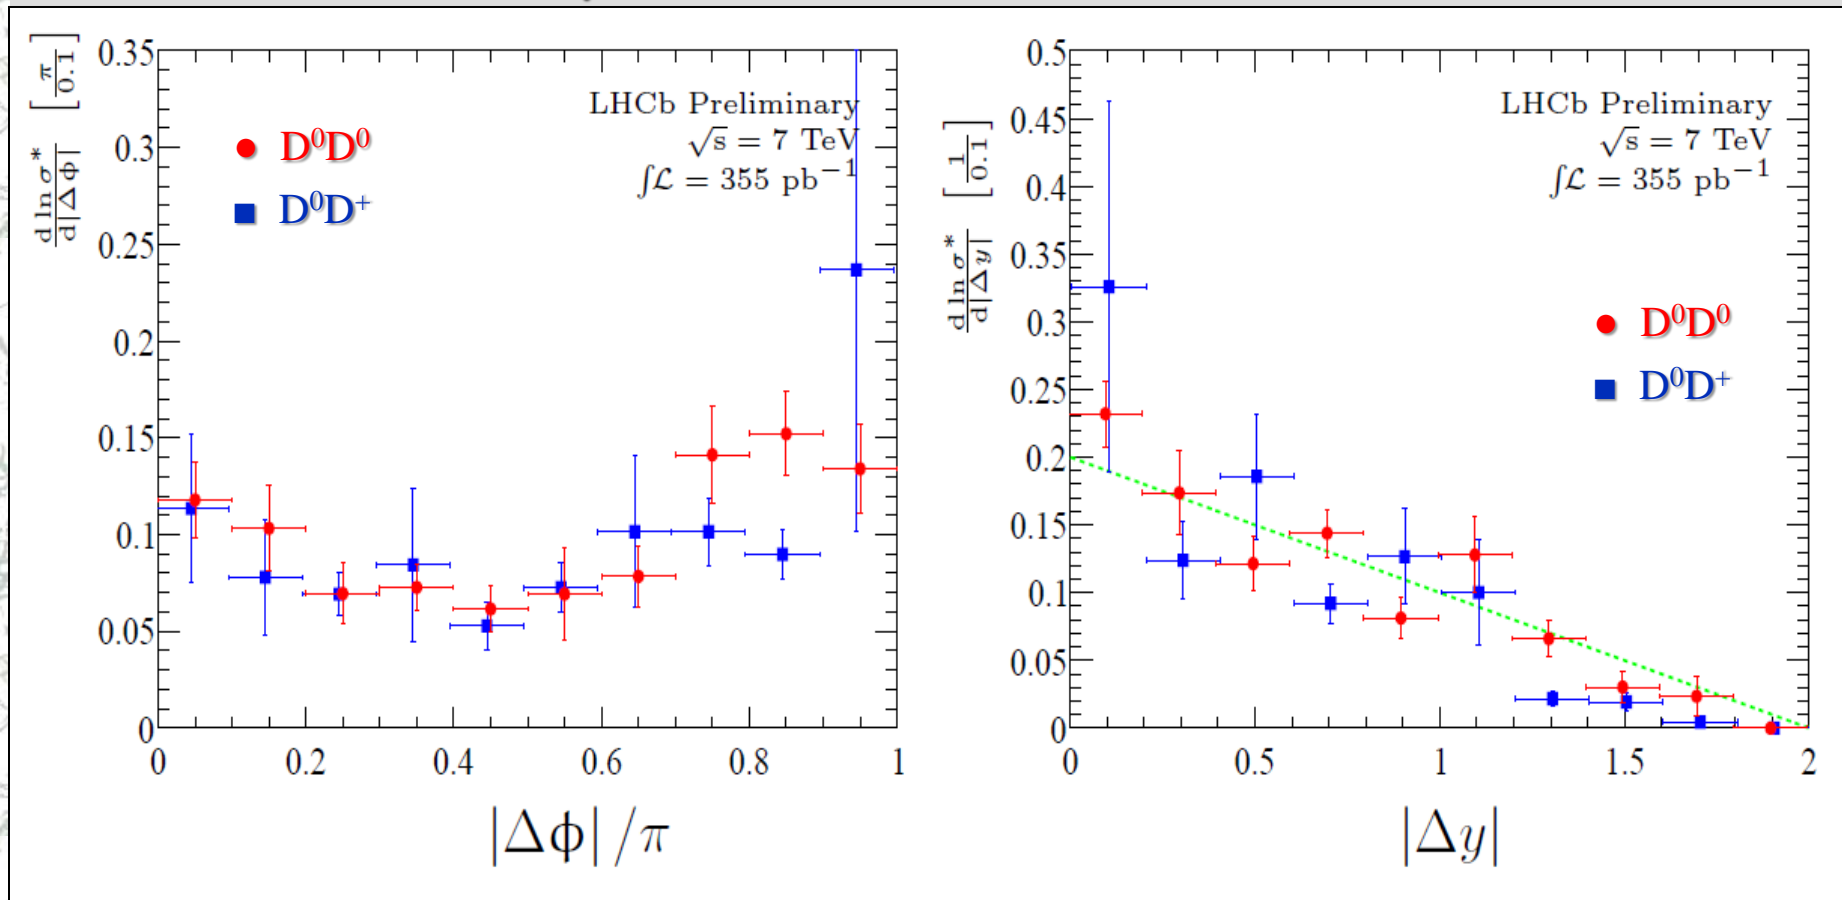 d ln σ* / d|Δϕ| [π / 0.1]
0.35
0.3
0.25
0.2
0.15
0.1
0.05
0
0 0.2 0.4 0.6 0.8 1
LHCb Preliminary
√s = 7 TeV
∫ℒ = 355 pb⁻¹
D⁰D⁰
D⁰D⁺
|Δϕ| /π
d ln σ* / d|Δy| [1 / 0.1]
0.5
0.45
0.4
0.35
0.3
0.25
0.2
0.15
0.1
0.05
0
0 0.5 1 1.5 2
LHCb Preliminary
√s = 7 TeV
∫ℒ = 355 pb⁻¹
D⁰D⁰
D⁰D⁺
|Δy|